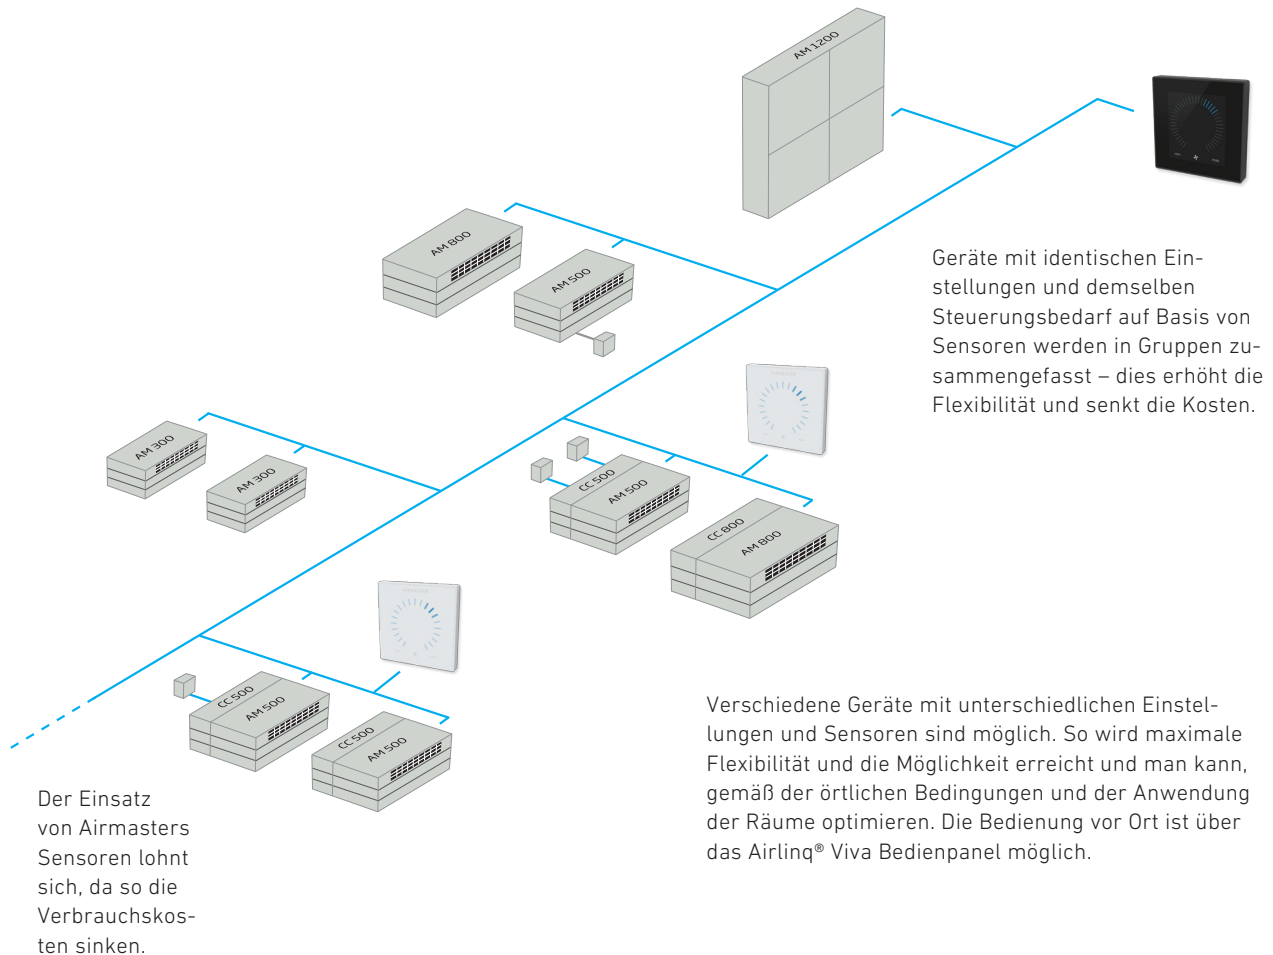 AM 1200
AM 800
AM 500
Geräte mit identischen Ein-
stellungen und demselben
Steuerungsbedarf auf Basis von
Sensoren werden in Gruppen zu-
sammengefasst – dies erhöht die
Flexibilität und senkt die Kosten.
AM 300
AM 300
CC 500
AM 500
CC 800
AM 800
CC 500
AM 500
CC 500
AM 500
Verschiedene Geräte mit unterschiedlichen Einstel-
lungen und Sensoren sind möglich. So wird maximale
Flexibilität und die Möglichkeit erreicht und man kann,
gemäß der örtlichen Bedingungen und der Anwendung
der Räume optimieren. Die Bedienung vor Ort ist über
das Airlinq® Viva Bedienpanel möglich.
Der Einsatz
von Airmasters
Sensoren lohnt
sich, da so die
Verbrauchskos-
ten sinken.